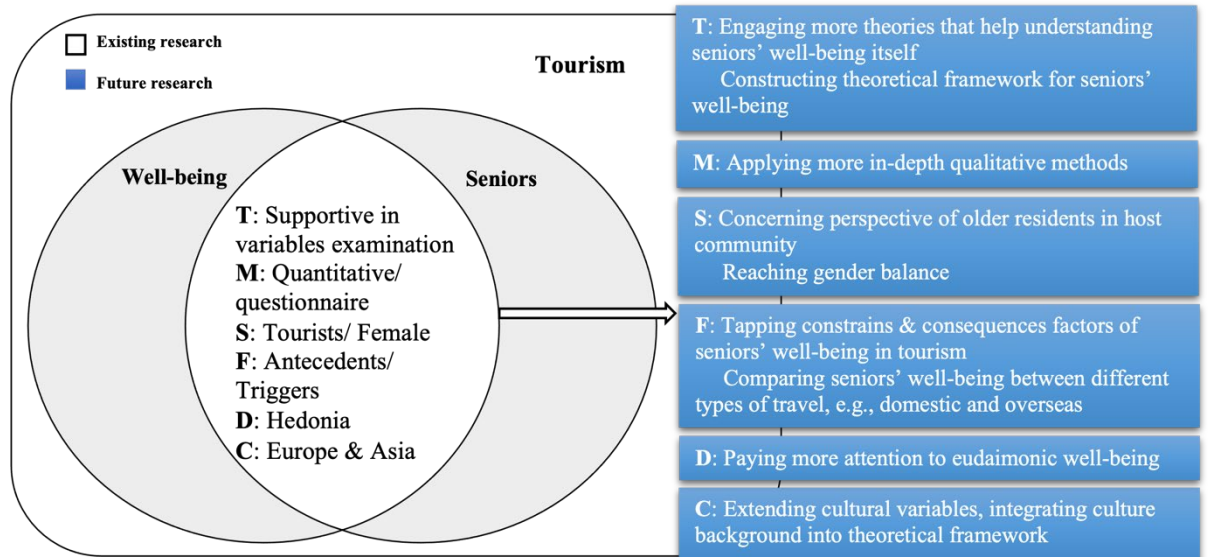 Existing research
Future research
Tourism
Well-being
Seniors
T: Supportive in
variables examination
M: Quantitative/
questionnaire
S: Tourists/ Female
F: Antecedents/
Triggers
D: Hedonia
C: Europe & Asia
T: Engaging more theories that help understanding
seniors’ well-being itself
Constructing theoretical framework for seniors’
well-being
M: Applying more in-depth qualitative methods
S: Concerning perspective of older residents in host
community
Reaching gender balance
F: Tapping constrains & consequences factors of
seniors’ well-being in tourism
Comparing seniors’ well-being between different
types of travel, e.g., domestic and overseas
D: Paying more attention to eudaimonic well-being
C: Extending cultural variables, integrating culture
background into theoretical framework